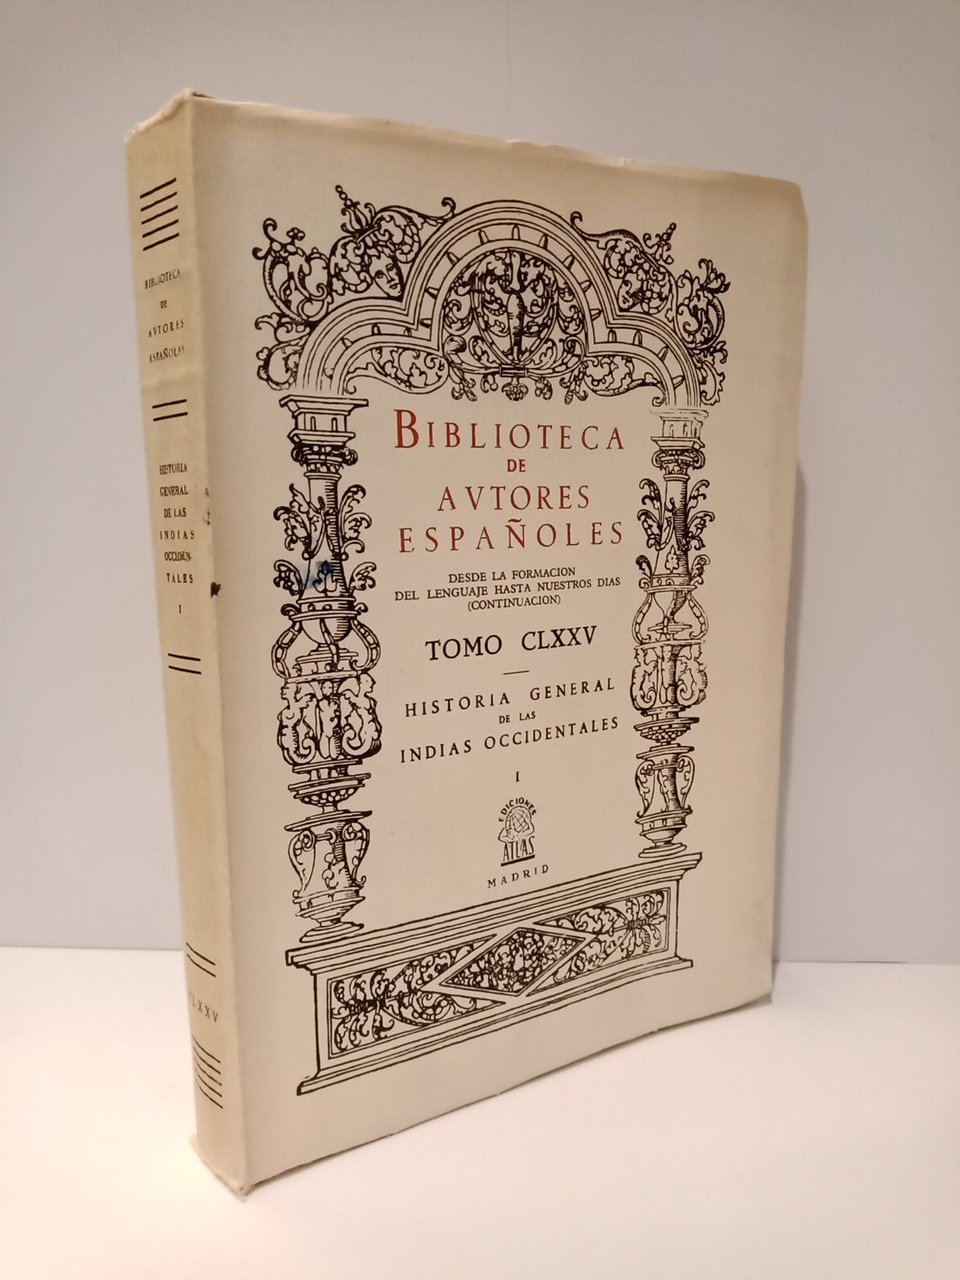 BIBLIOTECA
DE
AVTORES
ESPAÑOLES
HISTORIA
GENERAL
DE LAS
INDIAS
OCCIDEN-
TALES
I
CLXXV
BIBLIOTECA
DE
AVTORES
ESPAÑOLES
DESDE LA FORMACION
DEL LENGUAJE HASTA NUESTROS DIAS
(CONTINUACION)
TOMO CLXXV
HISTORIA GENERAL
DE LAS
INDIAS OCCIDENTALES
I
EDICIONES
ATLAS
MADRID